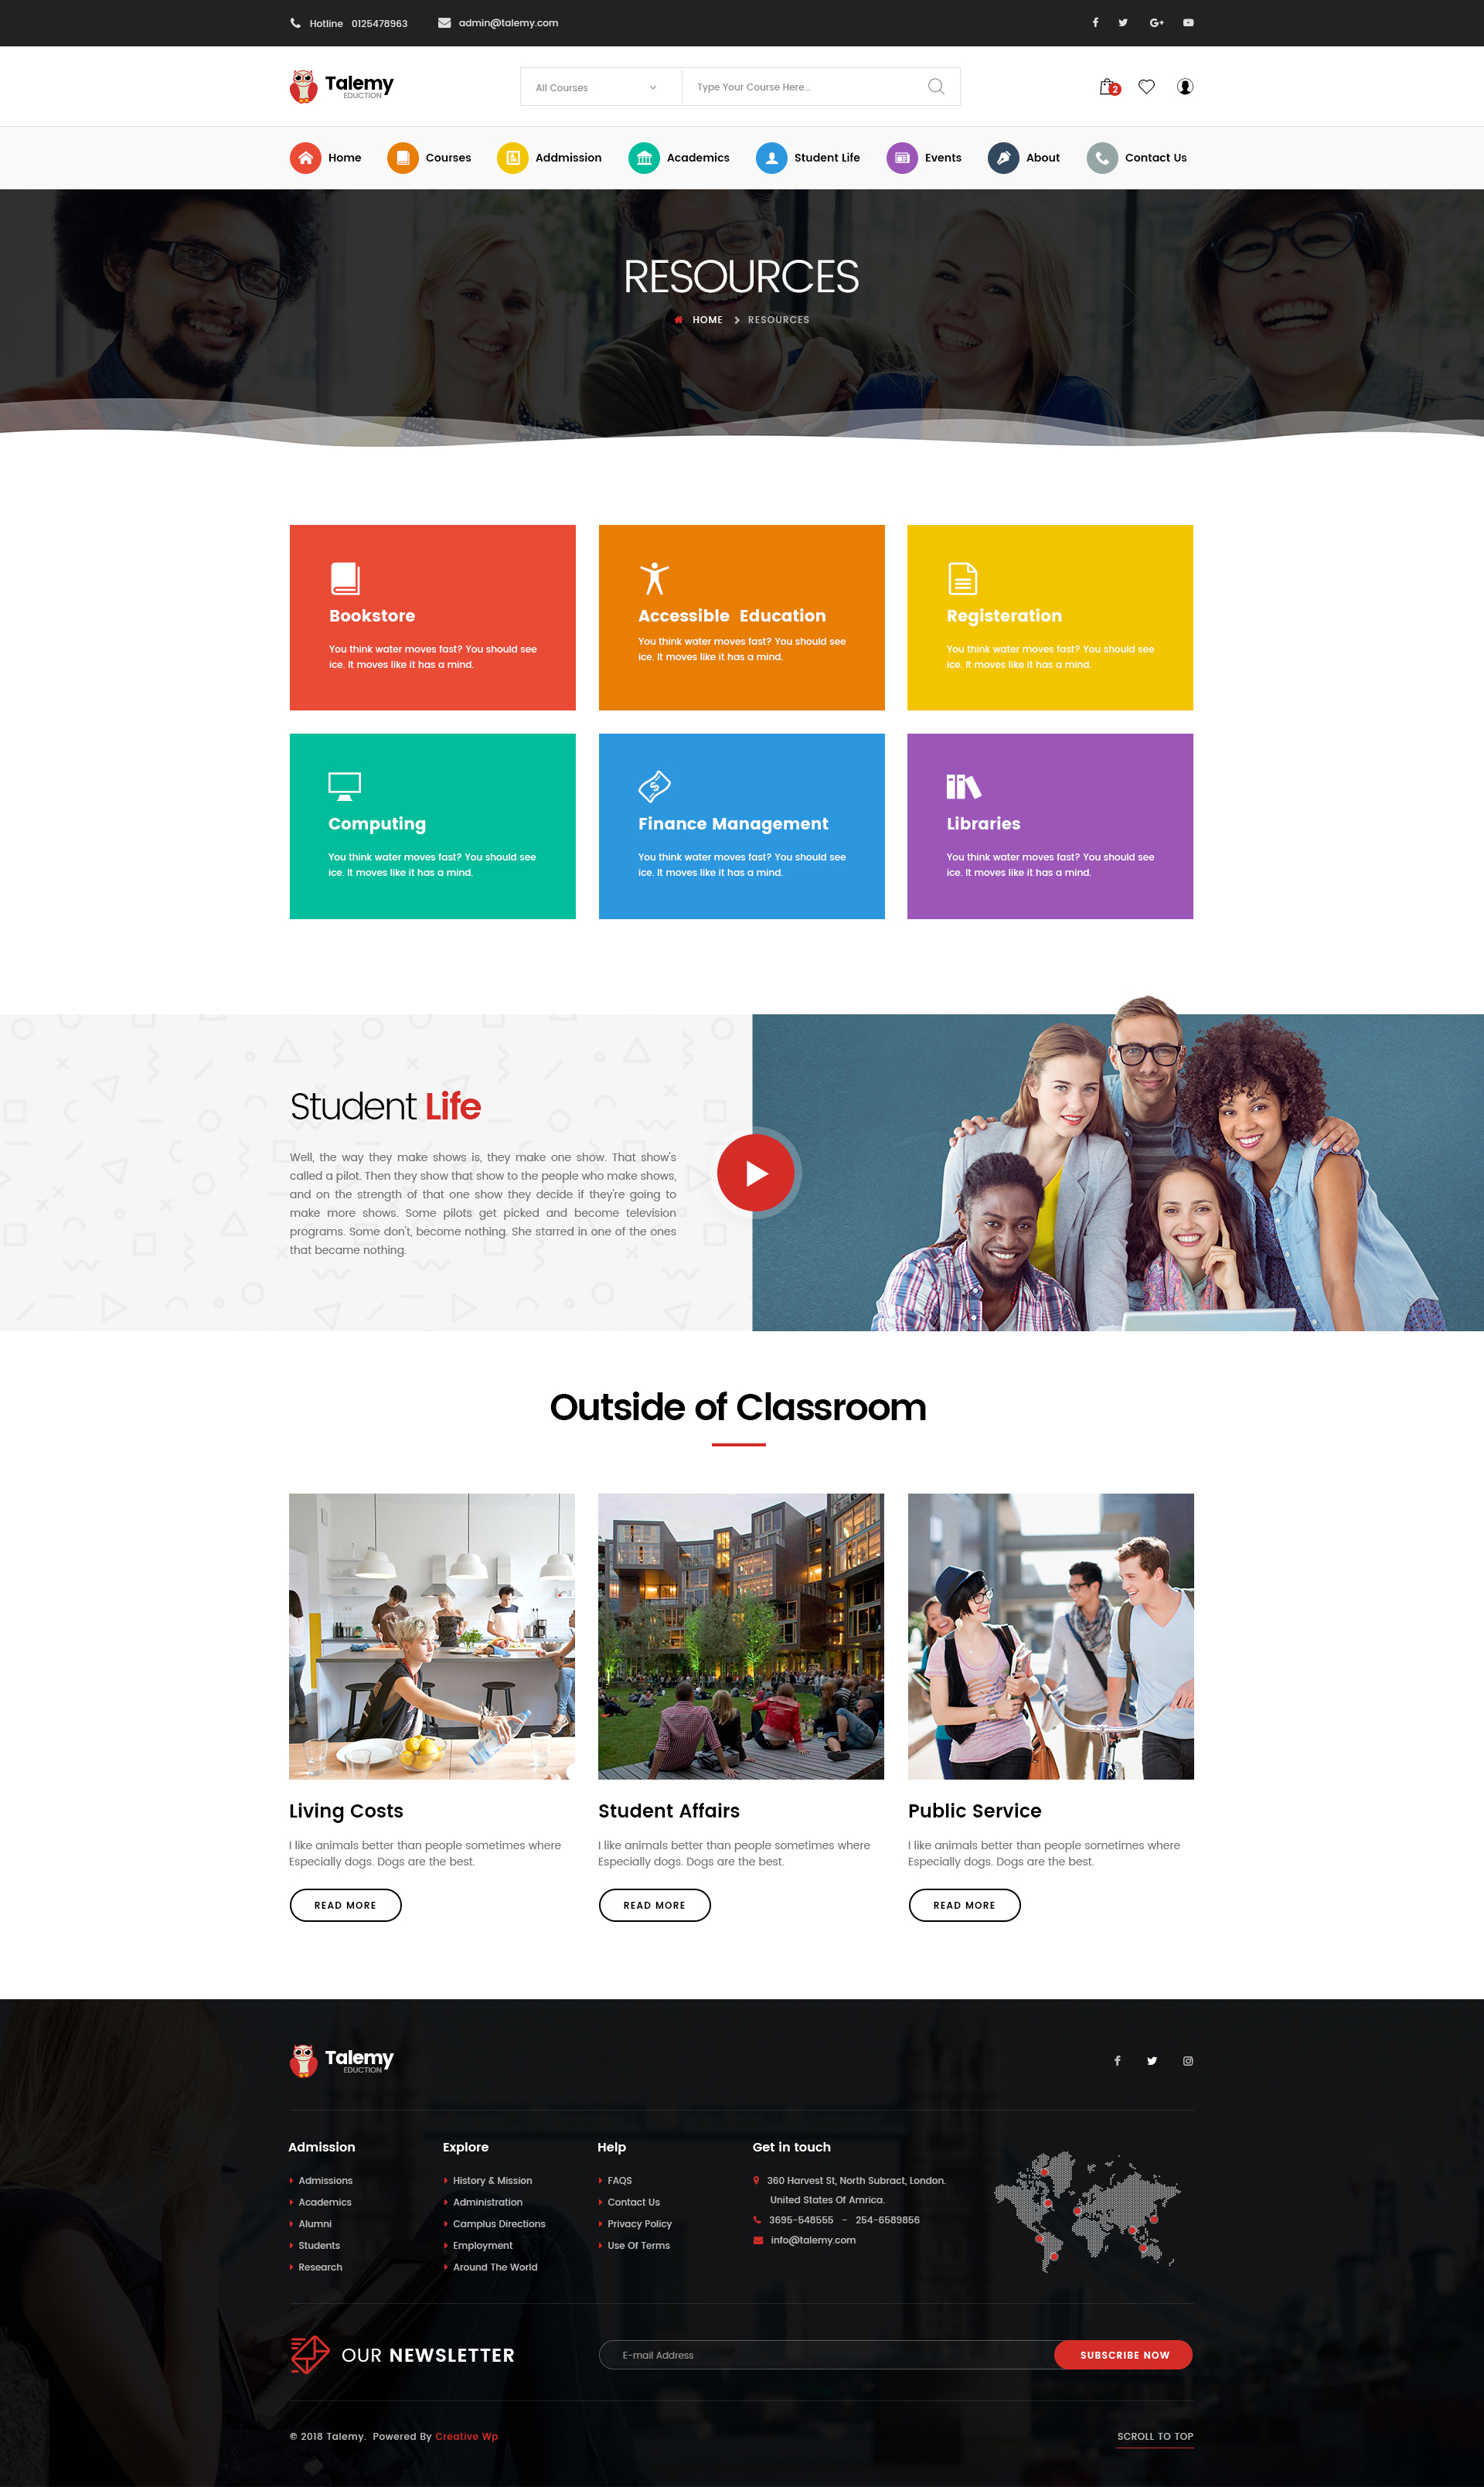 Hotline 0125478963
admin@talemy.com
Talemy
EDUCTION
All Courses
Type Your Course Here...
2
Home
Courses
Addmission
Academics
Student Life
Events
About
Contact Us
RESOURCES
HOME
RESOURCES
Bookstore
You think water moves fast? You should see
ice. It moves like it has a mind.
Accessible Education
You think water moves fast? You should see
ice. It moves like it has a mind.
Registeration
You think water moves fast? You should see
ice. It moves like it has a mind.
Computing
You think water moves fast? You should see
ice. It moves like it has a mind.
Finance Management
You think water moves fast? You should see
ice. It moves like it has a mind.
Libraries
You think water moves fast? You should see
ice. It moves like it has a mind.
Student Life
Well, the way they make shows is, they make one show. That show's
called a pilot. Then they show that show to the people who make shows,
and on the strength of that one show they decide if they're going to
make more shows. Some pilots get picked and become television
programs. Some don't, become nothing. She starred in one of the ones
that became nothing.
Outside of Classroom
Living Costs
I like animals better than people sometimes where
Especially dogs. Dogs are the best.
READ MORE
Student Affairs
I like animals better than people sometimes where
Especially dogs. Dogs are the best.
READ MORE
Public Service
I like animals better than people sometimes where
Especially dogs. Dogs are the best.
READ MORE
Talemy
EDUCTION
Admission
Admissions
Academics
Alumni
Students
Research
Explore
History & Mission
Administration
Camplus Directions
Employment
Around The World
Help
FAQS
Contact Us
Privacy Policy
Use Of Terms
Get in touch
360 Harvest St, North Subract, London.
United States Of Amrica.
3695-548555 - 254-6589856
info@talemy.com
OUR NEWSLETTER
E-mail Address
SUBSCRIBE NOW
© 2018 Talemy. Powered By Creative Wp
SCROLL TO TOP